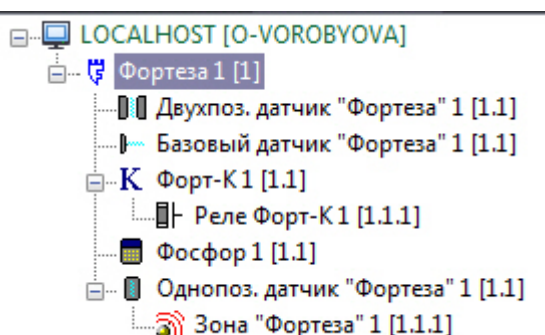 LOCALHOST [O-VOROBYOVA]
Фортеза 1 [1]
Двухпоз. датчик "Фортеза" 1 [1.1]
Базовый датчик "Фортеза" 1 [1.1]
К Форт-К 1 [1.1]
Реле Форт-К 1 [1.1.1]
Фосфор 1 [1.1]
Однопоз. датчик "Фортеза" 1 [1.1]
Зона "Фортеза" 1 [1.1.1]